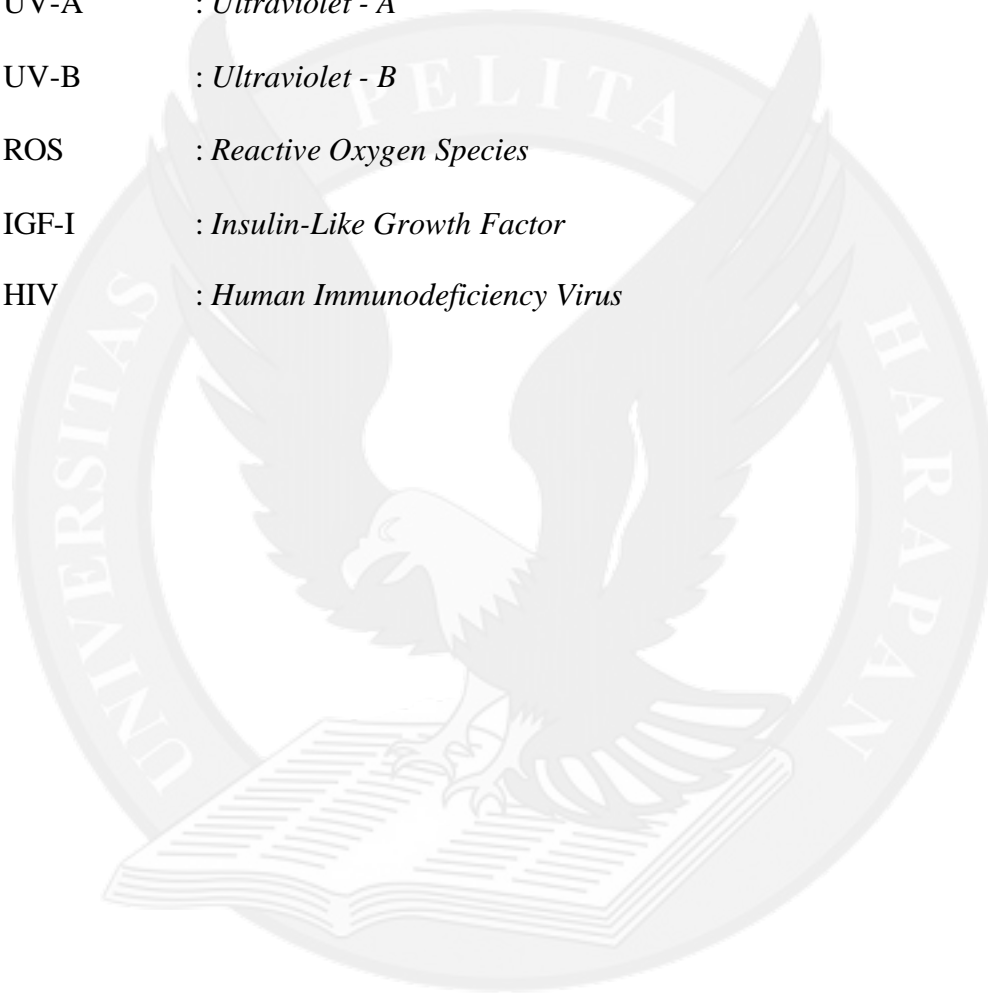 UV-A : Ultraviolet - A
UV-B : Ultraviolet - B
ROS : Reactive Oxygen Species
IGF-I : Insulin-Like Growth Factor
HIV : Human Immunodeficiency Virus
UNIVERSITAS PELITA HARAPAN